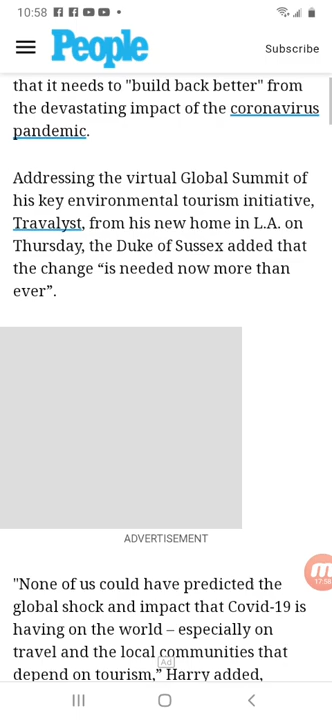 10:58
People
Subscribe
that it needs to "build back better" from
the devastating impact of the coronavirus
pandemic.
Addressing the virtual Global Summit of
his key environmental tourism initiative,
Travalyst, from his new home in L.A. on
Thursday, the Duke of Sussex added that
the change “is needed now more than
ever”.
ADVERTISEMENT
17:58
"None of us could have predicted the
global shock and impact that Covid-19 is
having on the world – especially on
travel and the local communities that
Ad
depend on tourism,” Harry added,